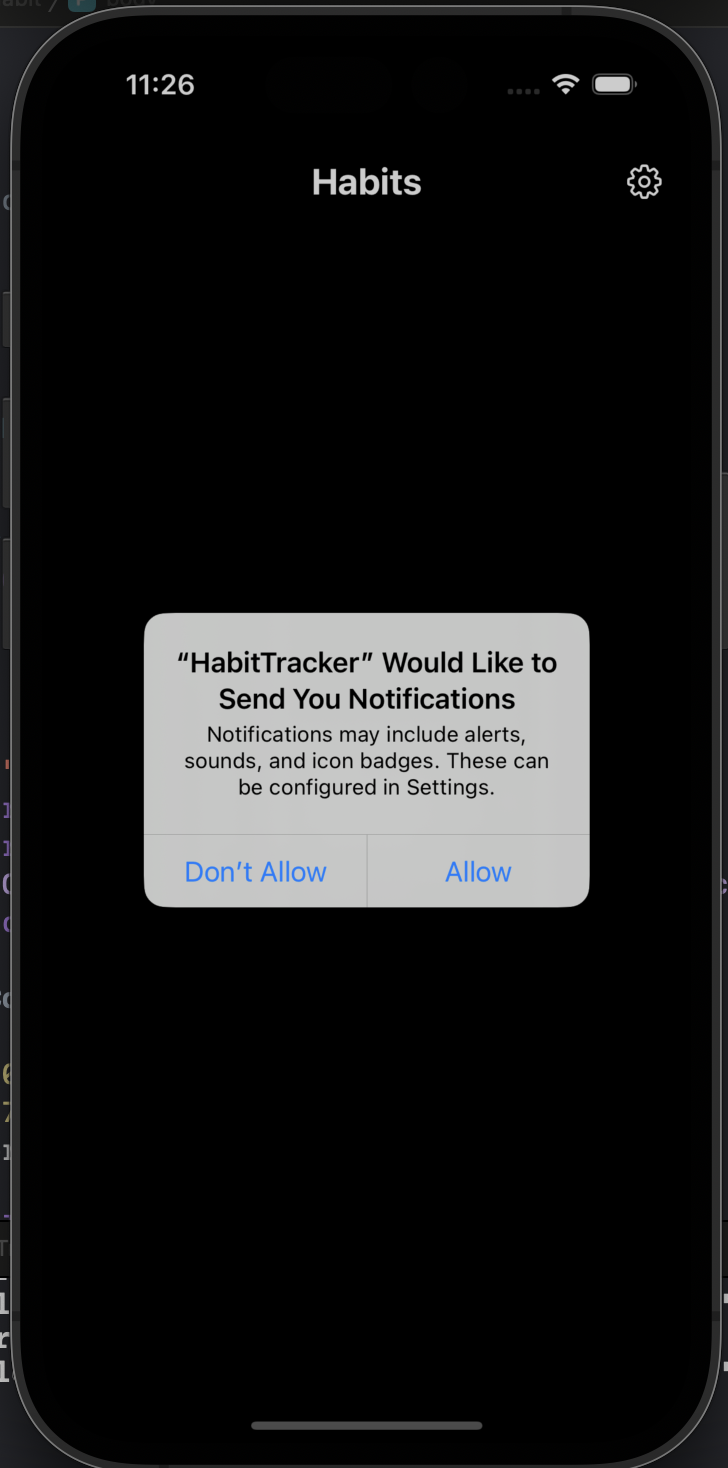 11:26
Habits
“HabitTracker” Would Like to
Send You Notifications
Notifications may include alerts,
sounds, and icon badges. These can
be configured in Settings.
Don’t Allow
Allow